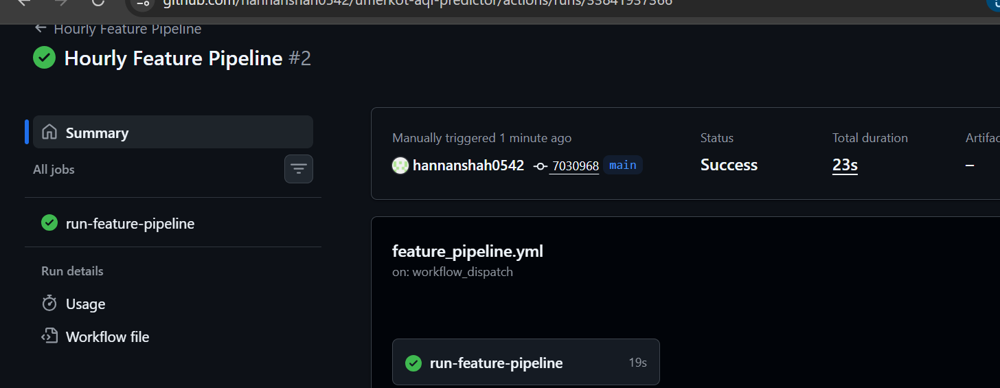 github.com/hannanshah0542/umerkot-aqi-predictor/actions/runs/33841937366
Hourly Feature Pipeline
Hourly Feature Pipeline #2
Summary
All jobs
run-feature-pipeline
Run details
Usage
Workflow file
Manually triggered 1 minute ago
hannanshah0542 7030968 main
Status
Success
Total duration
23s
Artifac
–
feature_pipeline.yml
on: workflow_dispatch
run-feature-pipeline 19s